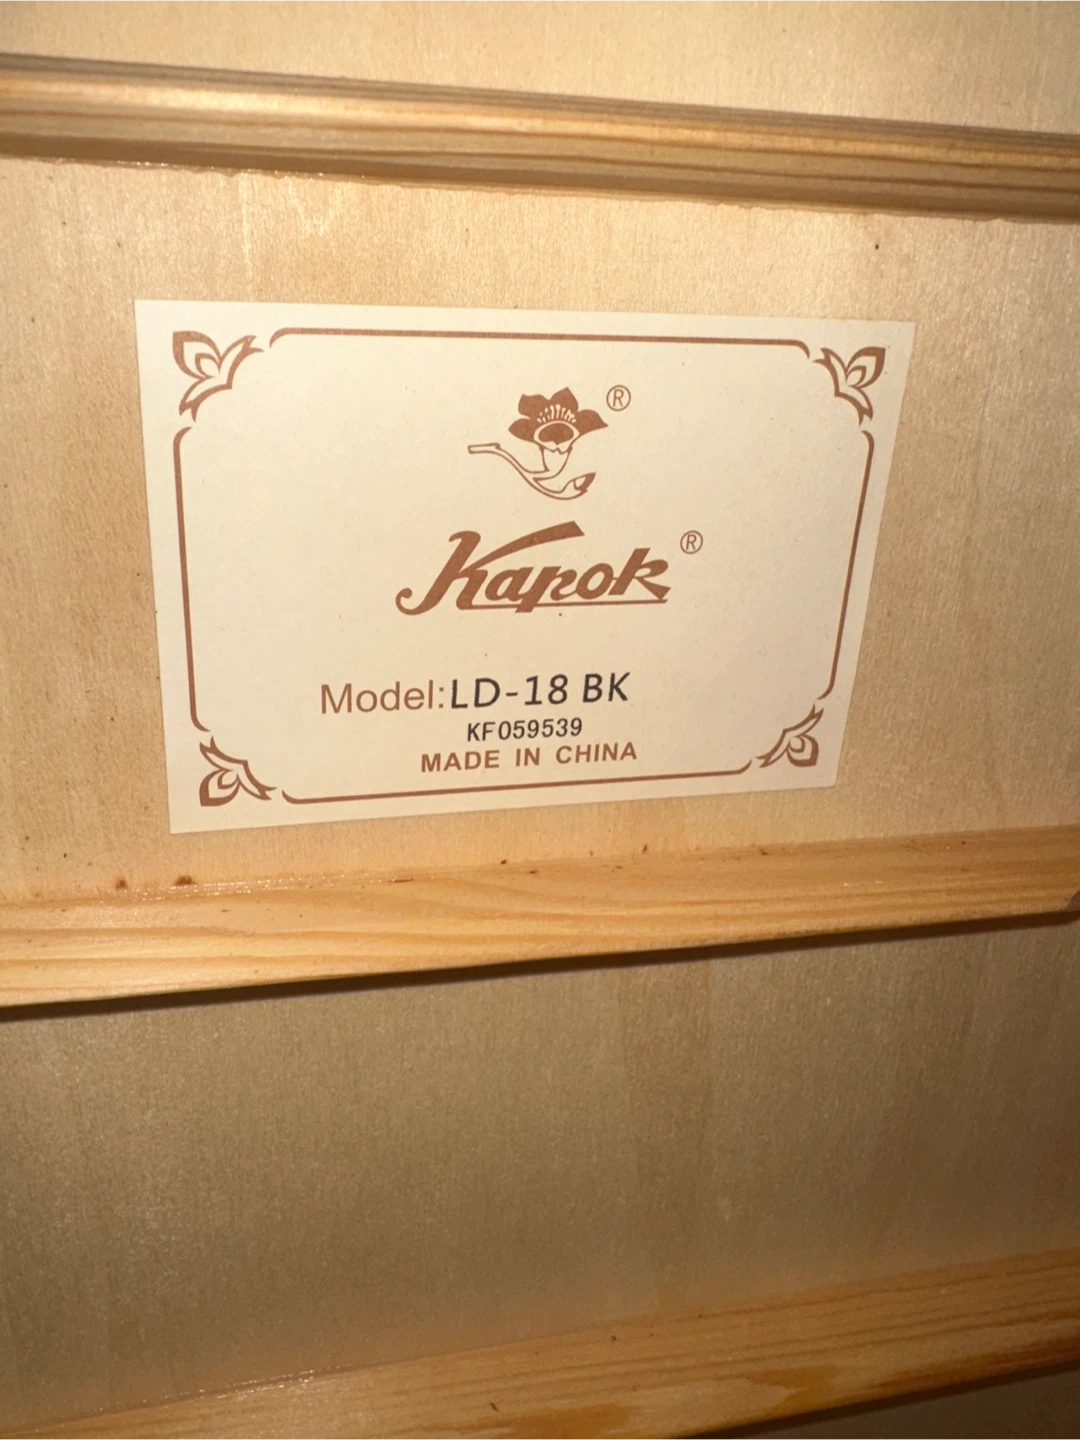 ®
Kapok®
Model:LD-18 BK
KF059539
MADE IN CHINA